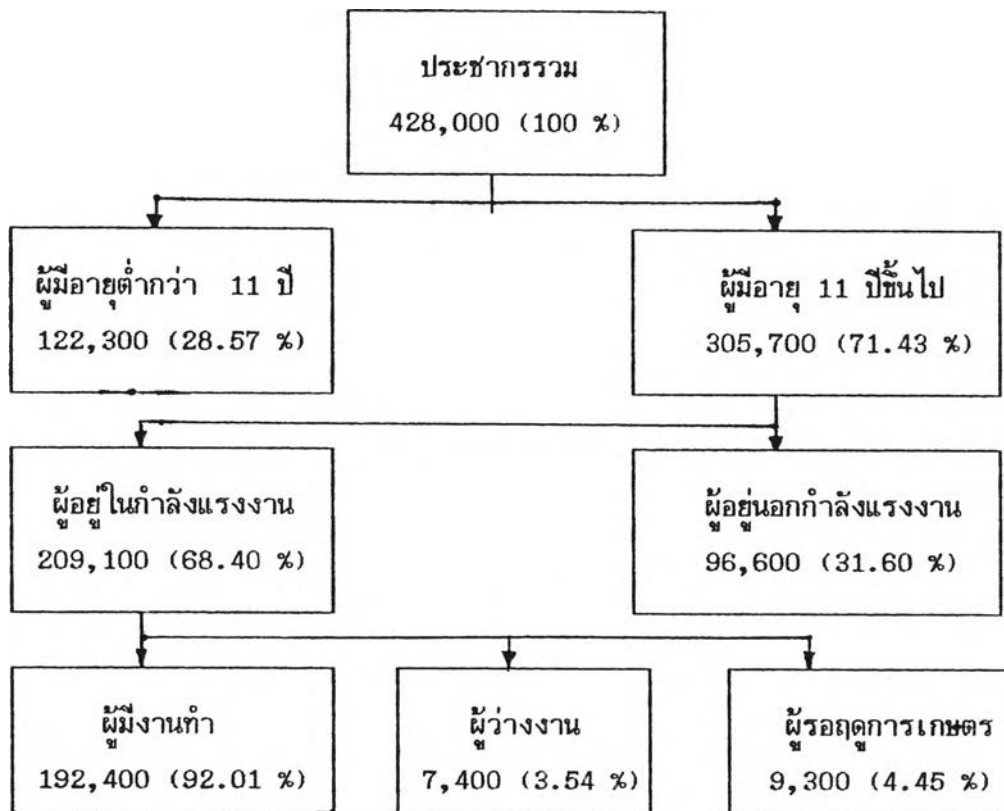 ประชากรรวม
428,000 (100 %)
ผู้มีอายุต่ำกว่า 11 ปี
122,300 (28.57 %)
ผู้มีอายุ 11 ปีขึ้นไป
305,700 (71.43 %)
ผู้อยู่ในกำลังแรงงาน
209,100 (68.40 %)
ผู้อยู่นอกกำลังแรงงาน
96,600 (31.60 %)
ผู้มีงานทำ
192,400 (92.01 %)
ผู้ว่างงาน
7,400 (3.54 %)
ผู้รอฤดูการเกษตร
9,300 (4.45 %)